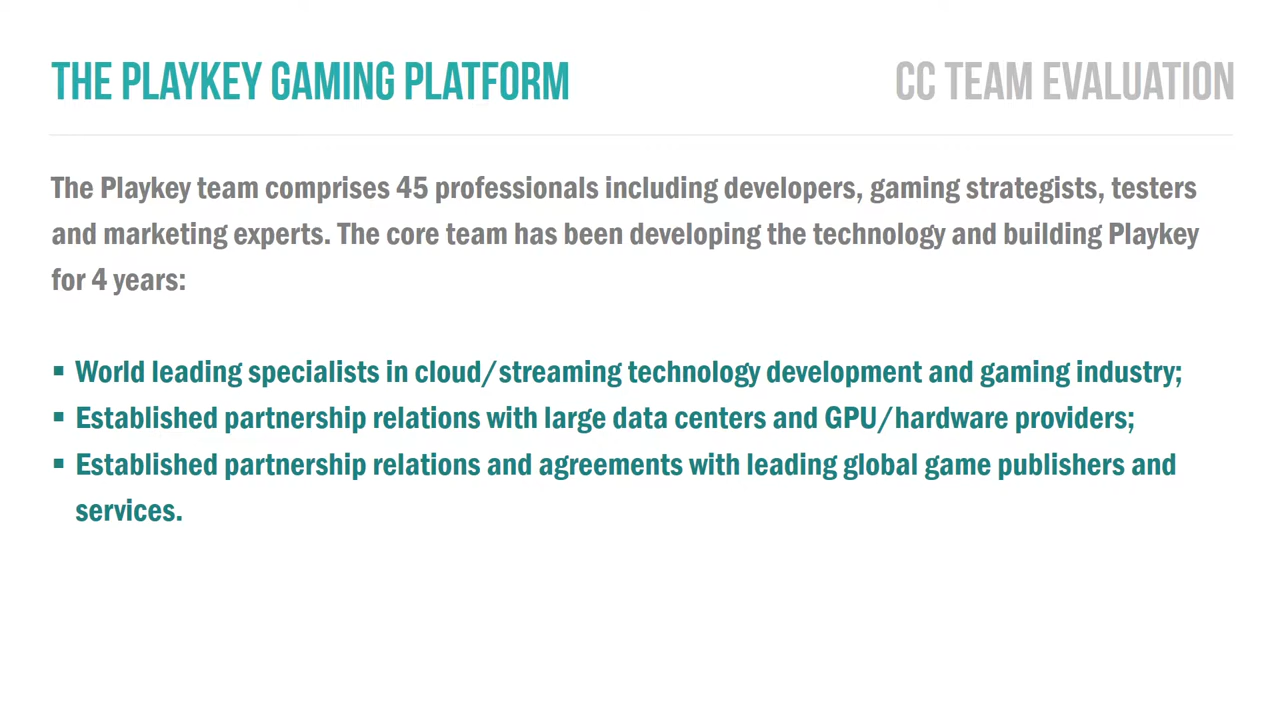 THE PLAYKEY GAMING PLATFORM
CC TEAM EVALUATION
The Playkey team comprises 45 professionals including developers, gaming strategists, testers
and marketing experts. The core team has been developing the technology and building Playkey
for 4 years:
▪ World leading specialists in cloud/streaming technology development and gaming industry;
▪ Established partnership relations with large data centers and GPU/hardware providers;
▪ Established partnership relations and agreements with leading global game publishers and
services.